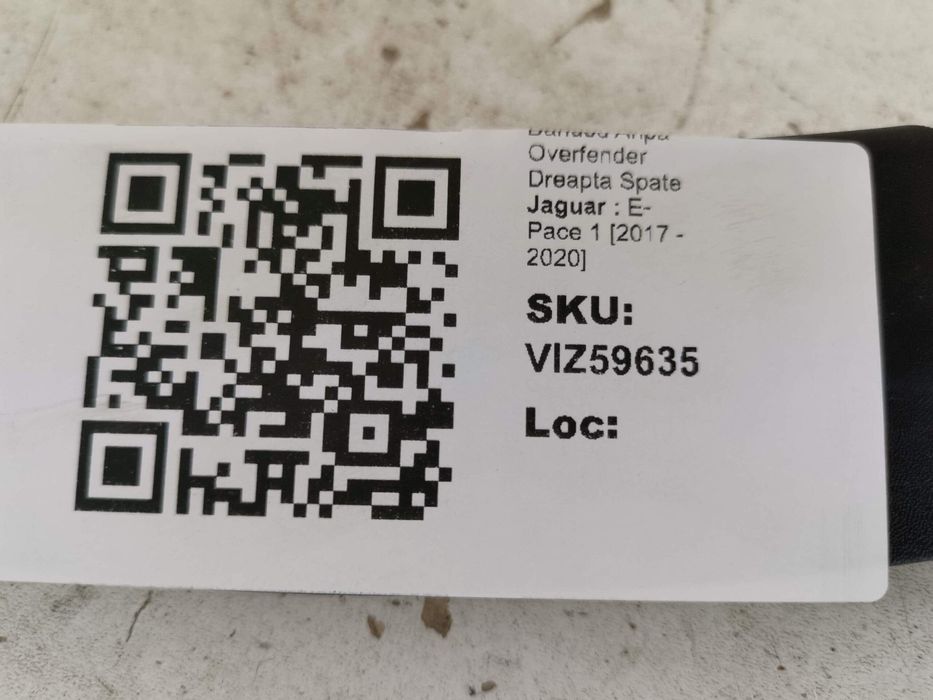 Overfender
Dreapta Spate
Jaguar : E-
Pace 1 [2017 -
2020]
SKU:
VIZ59635
Loc: